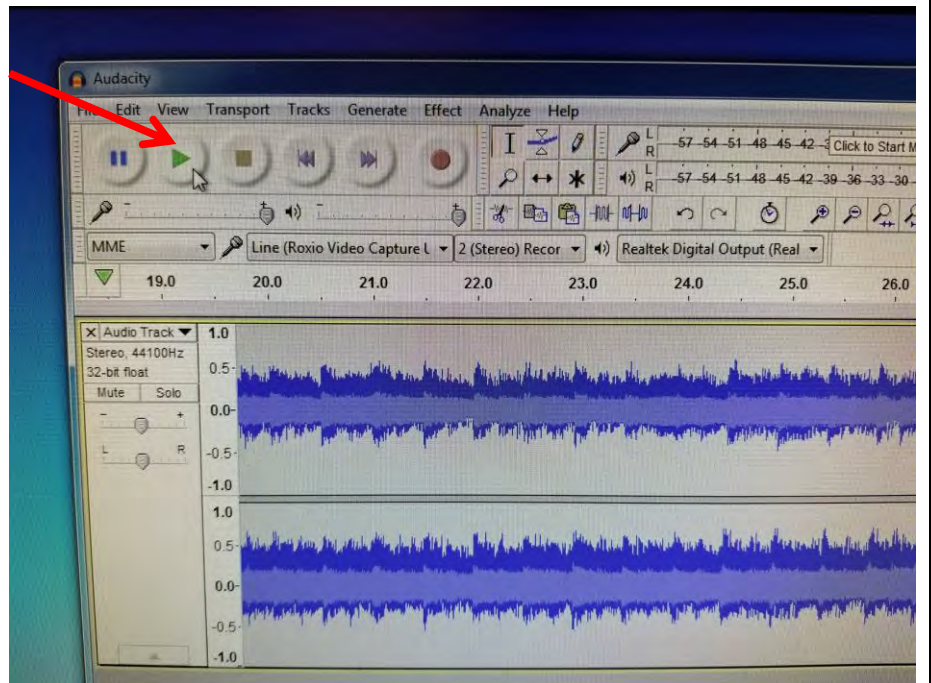 Audacity
Edit View Transport Tracks Generate Effect Analyze Help
L
R
-57 -54 -51 -48 -45 -42 -3 Click to Start M
L
R
-57 -54 -51 -48 -45 -42 -39 -36 -33 -30
MME Line (Roxio Video Capture U 2 (Stereo) Recor Realtek Digital Output (Real
19.0 20.0 21.0 22.0 23.0 24.0 25.0 26.0
X Audio Track 1.0
Stereo, 44100Hz
32-bit float 0.5
Mute Solo
- + 0.0
L R -0.5
-1.0
1.0
0.5
0.0
-0.5
-1.0